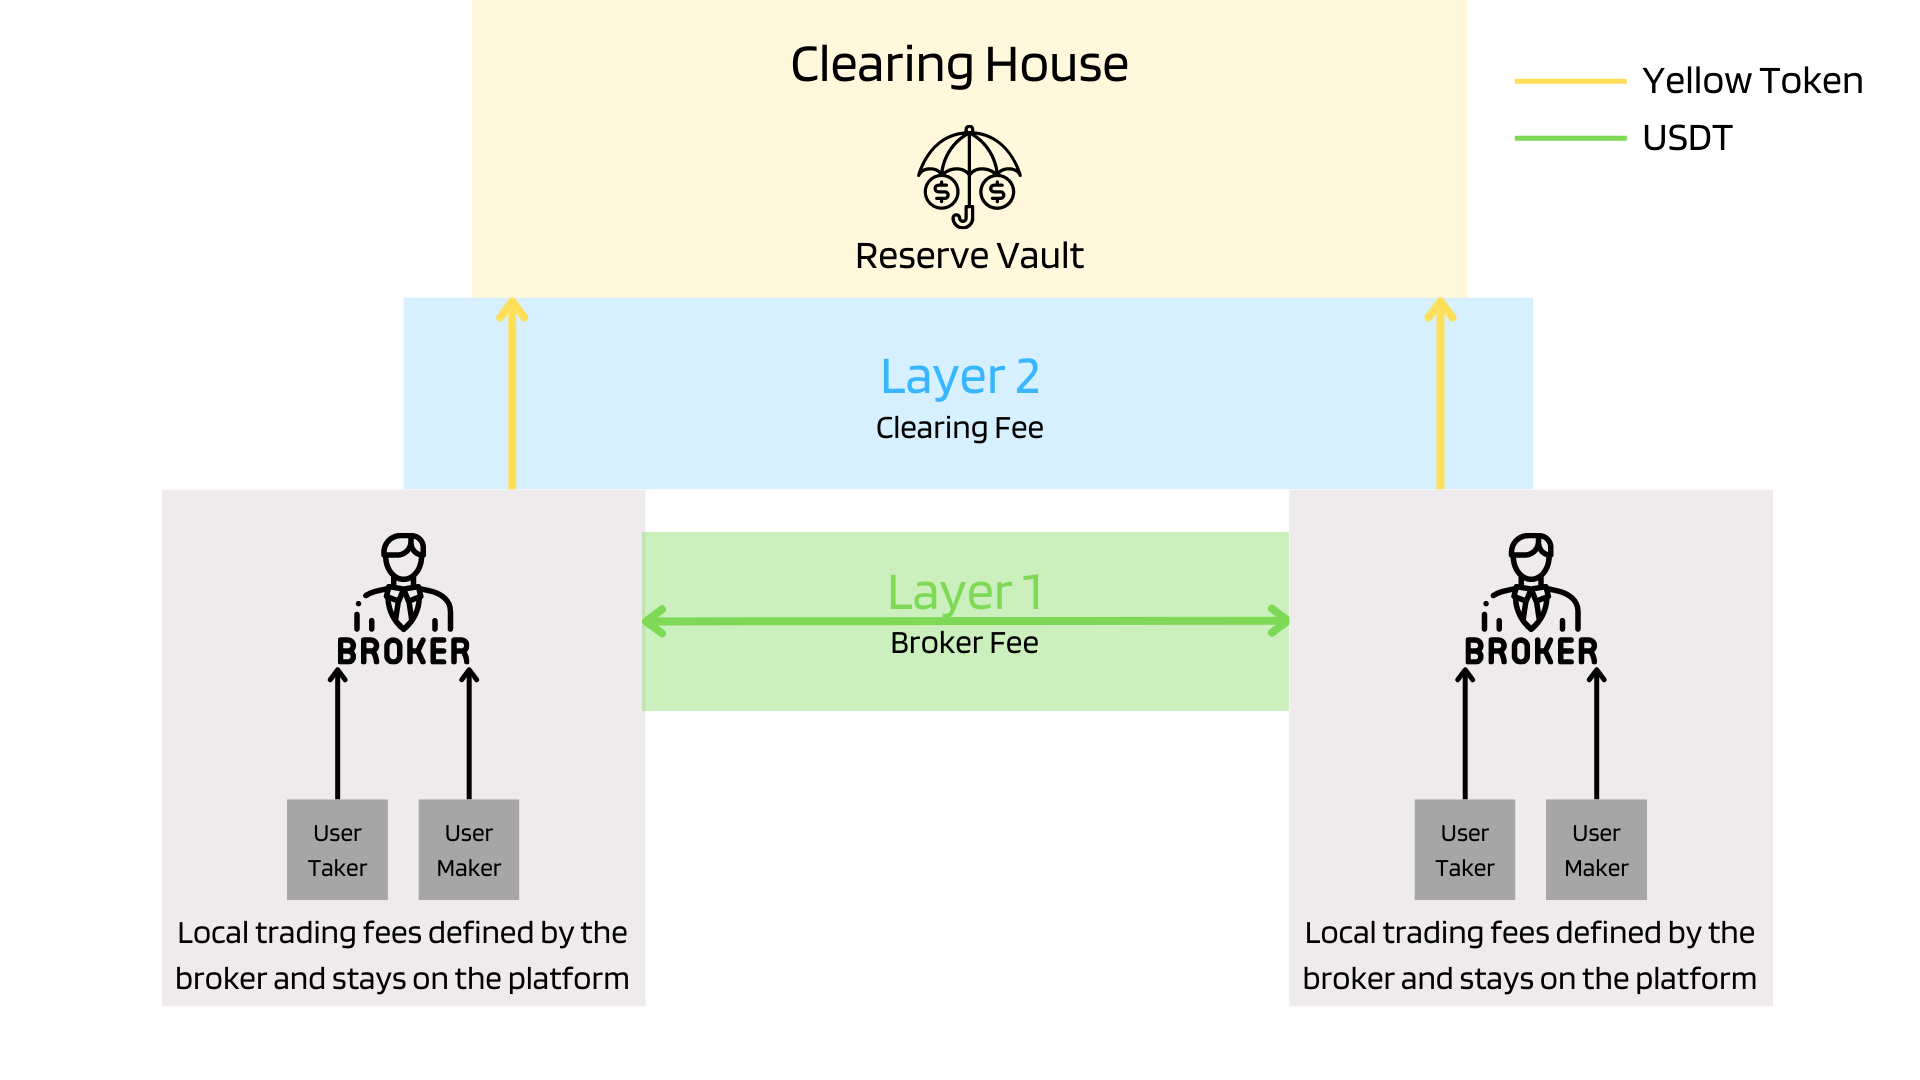 Clearing House
Yellow Token
USDT
$ $
Reserve Vault
Layer 2
Clearing Fee
Layer 1
Broker Fee
BROKER
User
Taker
User
Maker
Local trading fees defined by the
broker and stays on the platform
BROKER
User
Taker
User
Maker
Local trading fees defined by the
broker and stays on the platform